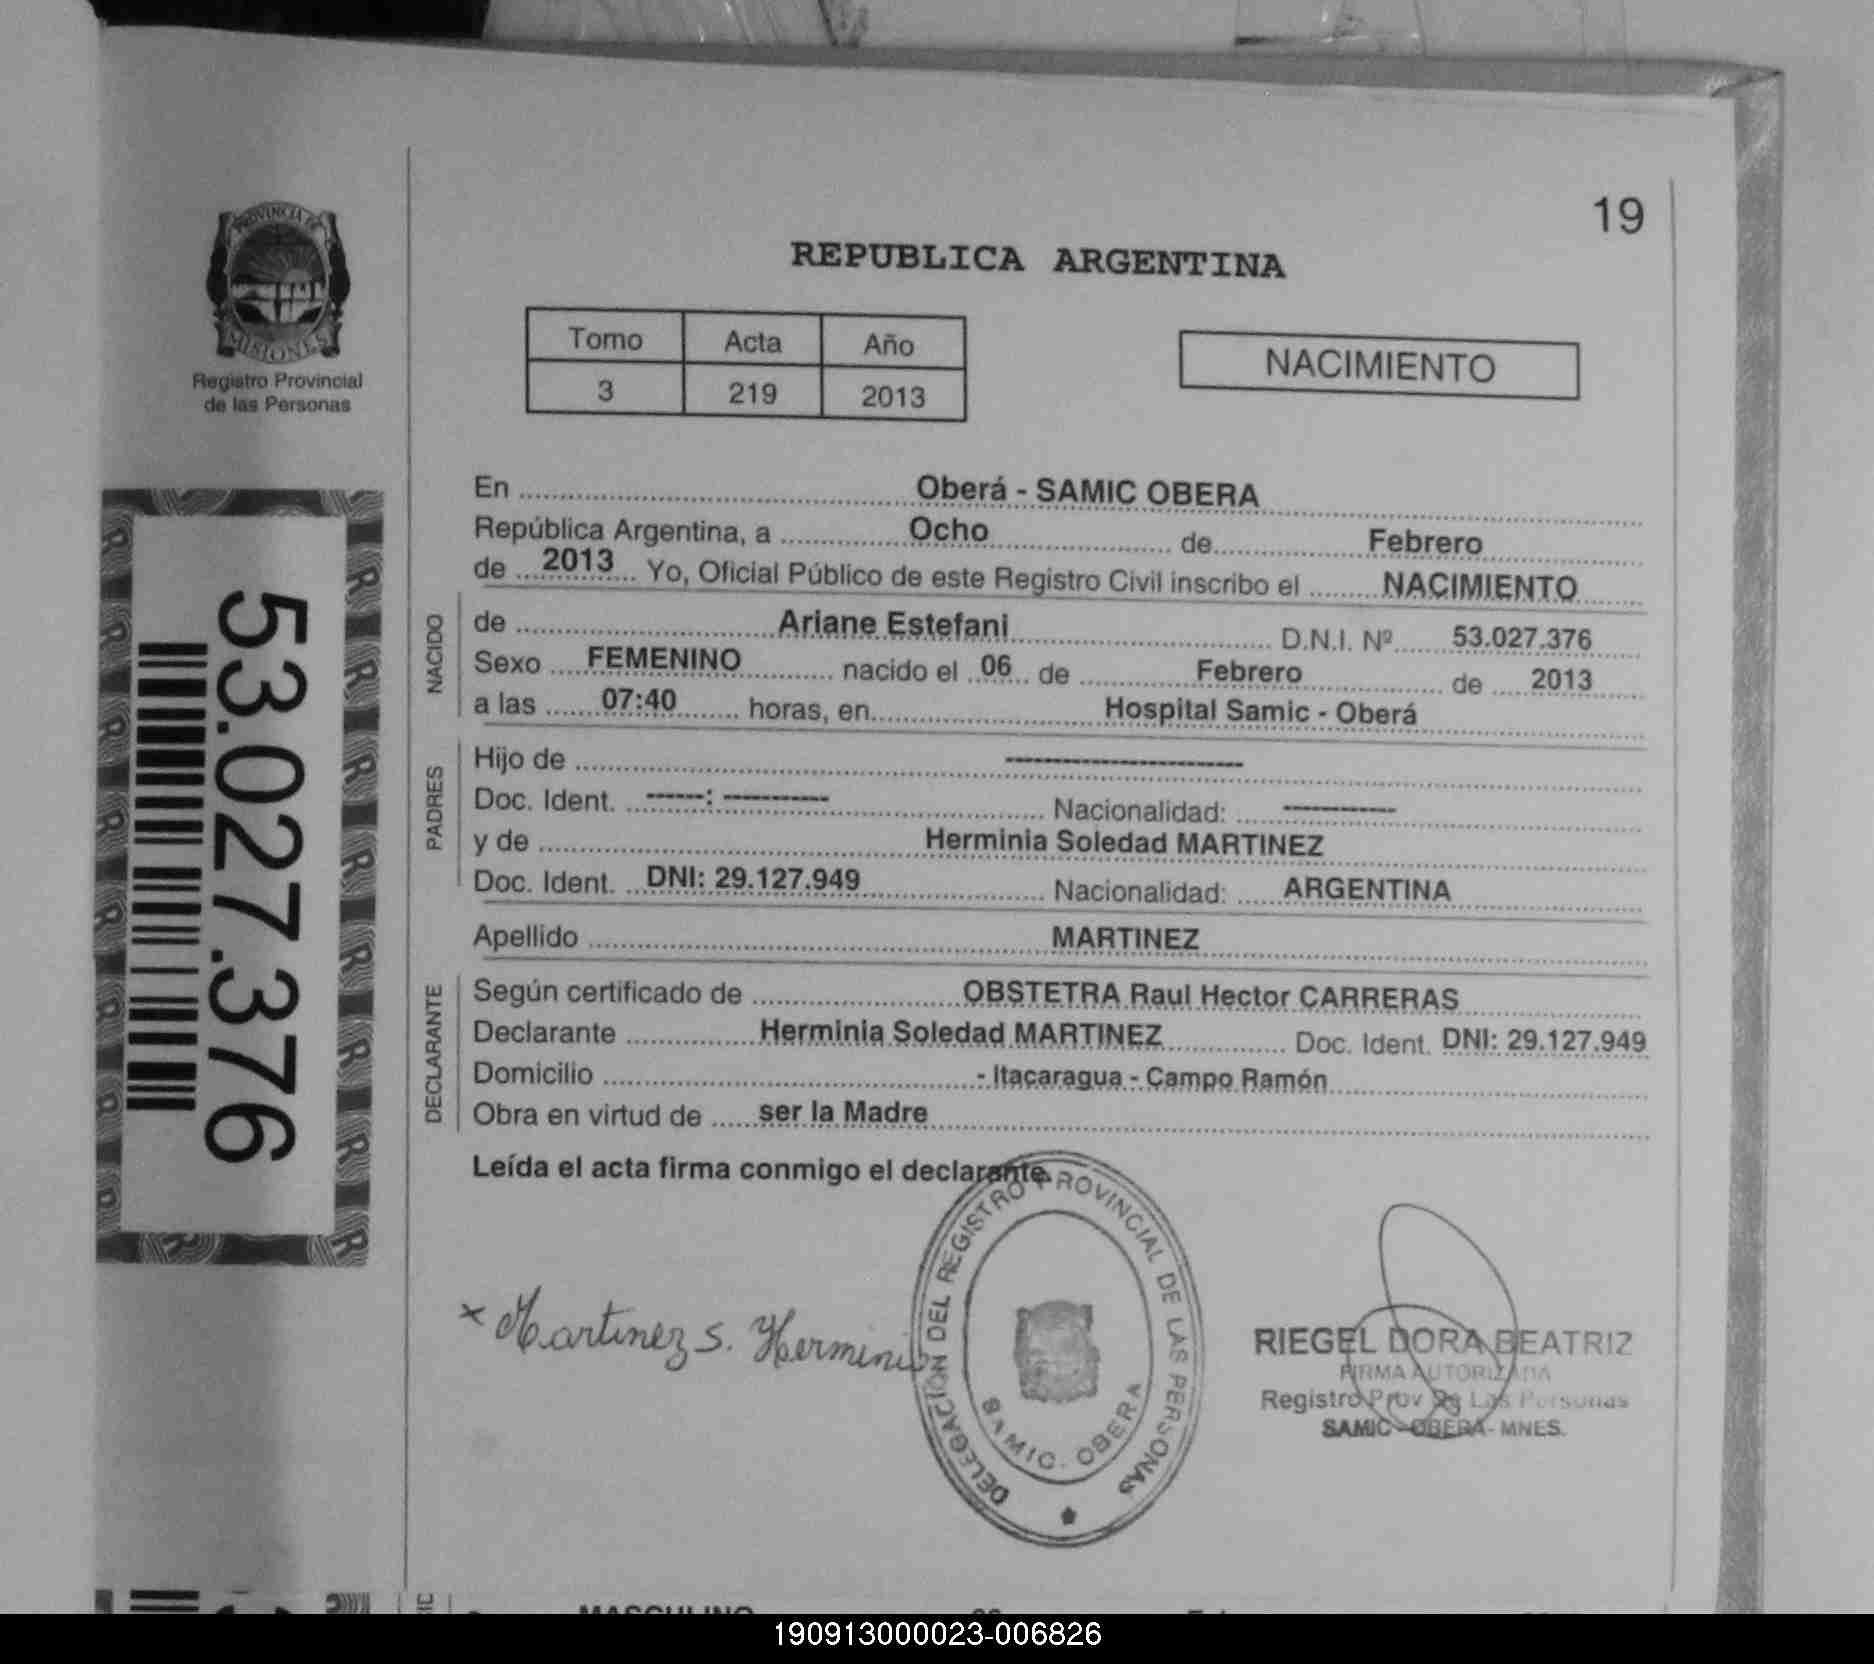 19
REPUBLICA ARGENTINA
PROVINCIA DE
MISIONES
Registro Provincial
de las Personas
Tomo Acta Año
3 219 2013
NACIMIENTO
53.027.376
En Oberá - SAMIC OBERA
República Argentina, a Ocho de Febrero
de 2013 Yo, Oficial Público de este Registro Civil inscribo el NACIMIENTO
NACIDO
de Ariane Estefani D.N.I. Nº 53.027.376
Sexo FEMENINO nacido el 06 de Febrero de 2013
a las 07:40 horas, en Hospital Samic - Oberá
PADRES
Hijo de -----------------------
Doc. Ident. ------: ----------- Nacionalidad: -----------
y de Herminia Soledad MARTINEZ
Doc. Ident. DNI: 29.127.949 Nacionalidad: ARGENTINA
Apellido MARTINEZ
DECLARANTE
Según certificado de OBSTETRA Raul Hector CARRERAS
Declarante Herminia Soledad MARTINEZ Doc. Ident. DNI: 29.127.949
Domicilio - Itacaragua - Campo Ramón
Obra en virtud de ser la Madre
Leída el acta firma conmigo el declarante.
x Martinez S. Herminia
DELEGACIÓN DEL REGISTRO PROVINCIAL DE LAS PERSONAS
SAMIC - OBERA
RIEGEL DORA BEATRIZ
FIRMA AUTORIZADA
Registro Prov De Las Personas
SAMIC - OBERA - MNES.
MASCULINO
190913000023-006826